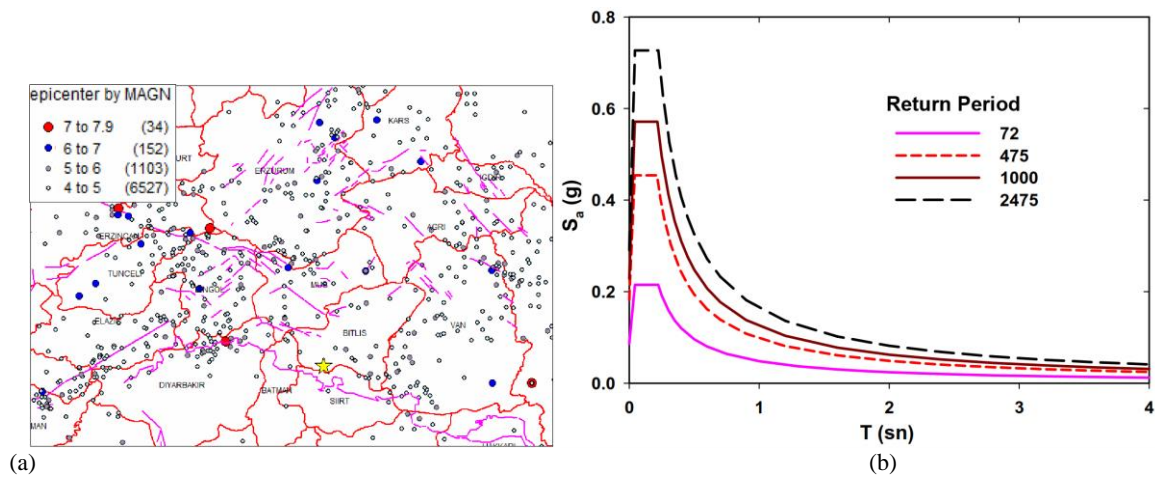 epicenter by MAGN
7 to 7.9 (34)
6 to 7 (152)
5 to 6 (1103)
4 to 5 (6527)
URT
KARS
ERZURUM
AGRI
TUNCEL
MUS
ELAZIG
BITLIS
VAN
DIYARBAKIR
BATMAN
SIIRT
MAN
(a)
0.8
0.6
0.4
0.2
0.0
Sa (g)
Return Period
72
475
1000
2475
0
1
2
3
4
T (sn)
(b)